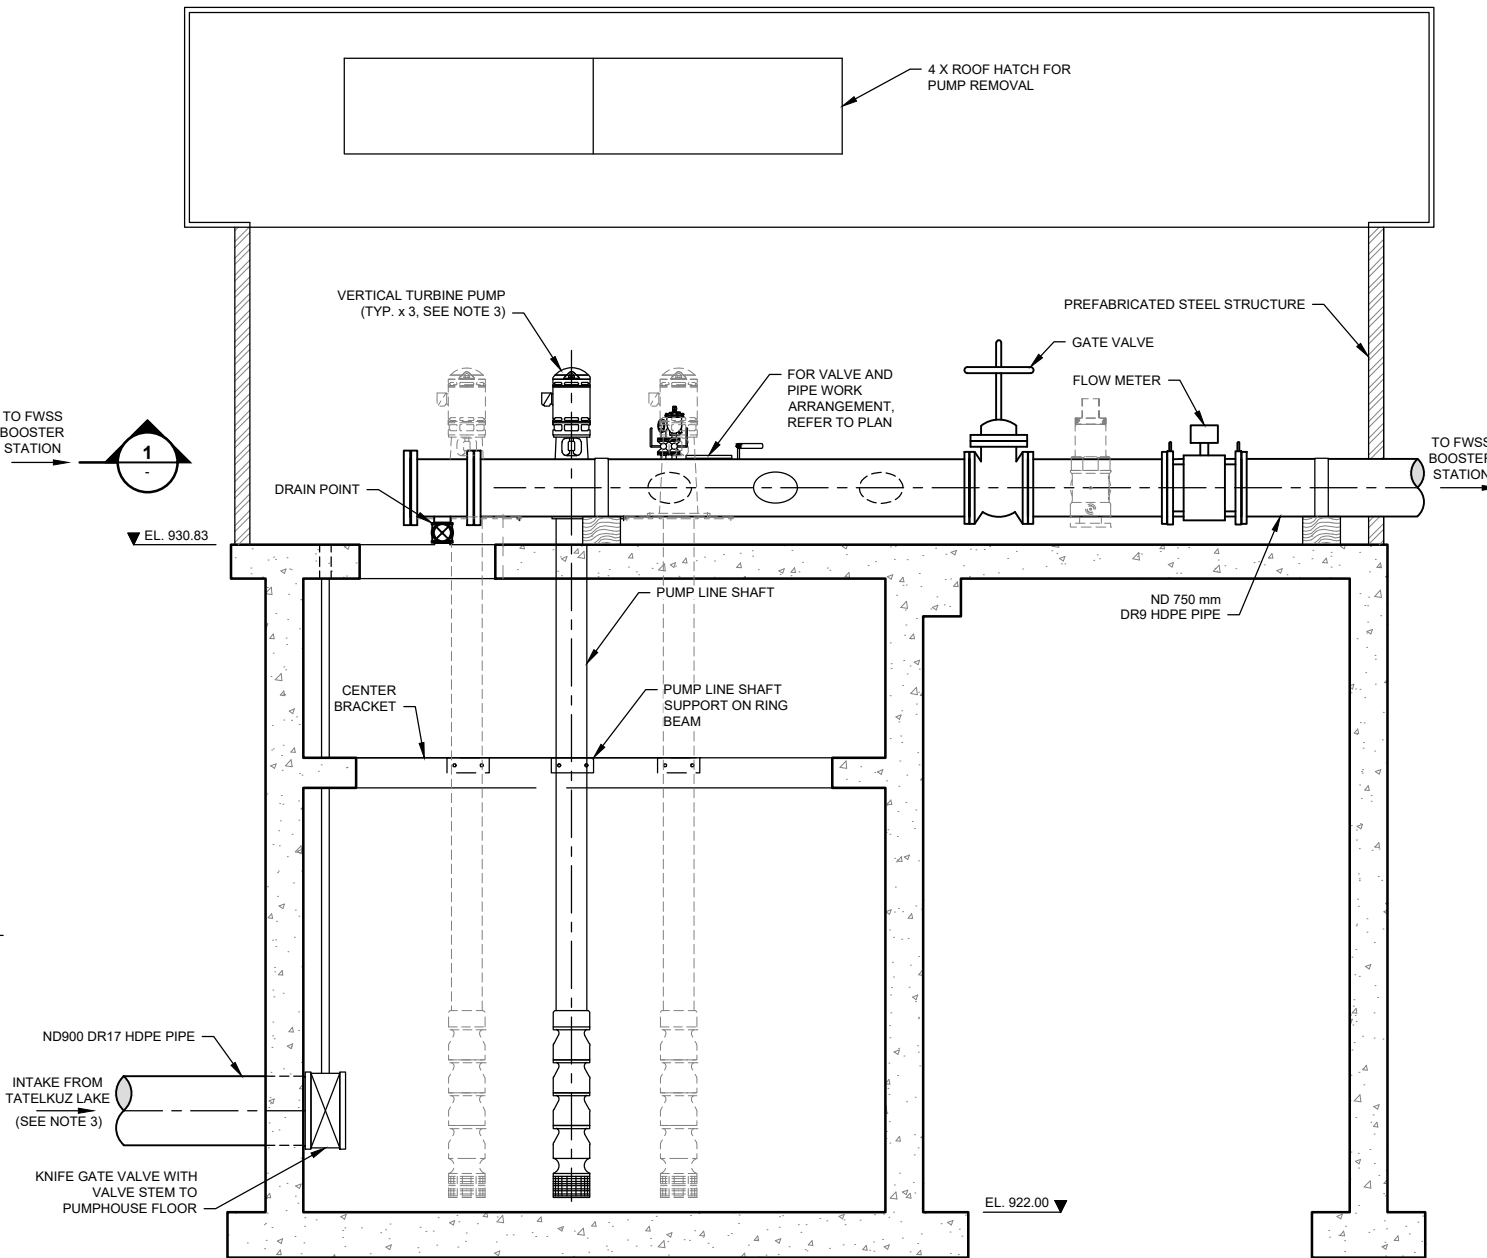 4 X ROOF HATCH FOR
PUMP REMOVAL
VERTICAL TURBINE PUMP
(TYP. x 3, SEE NOTE 3)
PREFABRICATED STEEL STRUCTURE
GATE VALVE
FOR VALVE AND
PIPE WORK
ARRANGEMENT,
REFER TO PLAN
FLOW METER
TO FWSS
BOOSTER
STATION
1
-
TO FWSS
BOOSTER
STATION
DRAIN POINT
EL. 930.83
PUMP LINE SHAFT
ND 750 mm
DR9 HDPE PIPE
CENTER
BRACKET
PUMP LINE SHAFT
SUPPORT ON RING
BEAM
ND900 DR17 HDPE PIPE
INTAKE FROM
TATELKUZ LAKE
(SEE NOTE 3)
KNIFE GATE VALVE WITH
VALVE STEM TO
PUMPHOUSE FLOOR
EL. 922.00